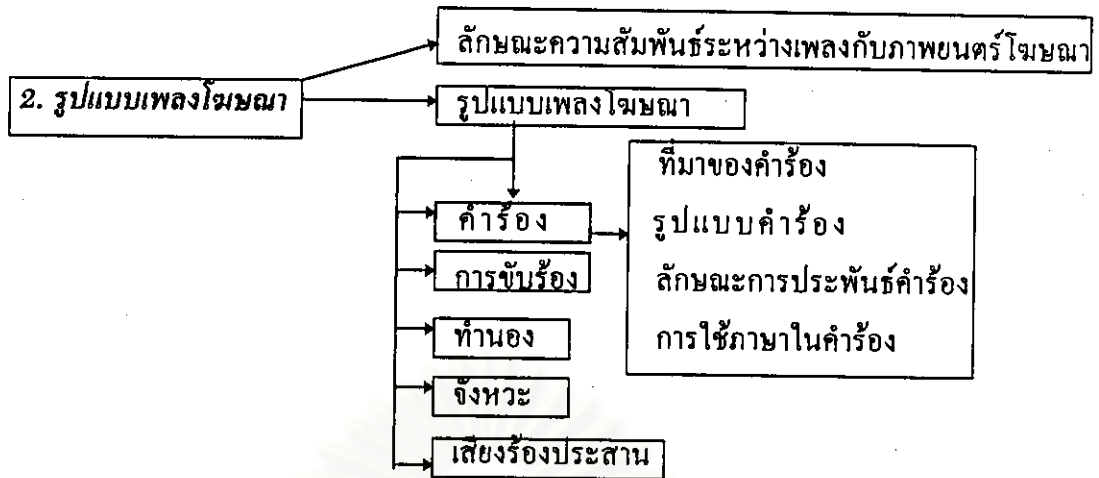 ลักษณะความสัมพันธ์ระหว่างเพลงกับภาพยนตร์โฆษณา
2. รูปแบบเพลงโฆษณา
รูปแบบเพลงโฆษณา
ที่มาของคำร้อง
คำร้อง
รูปแบบคำร้อง
การขับร้อง
ลักษณะการประพันธ์คำร้อง
ทำนอง
การใช้ภาษาในคำร้อง
จังหวะ
เสียงร้องประสาน